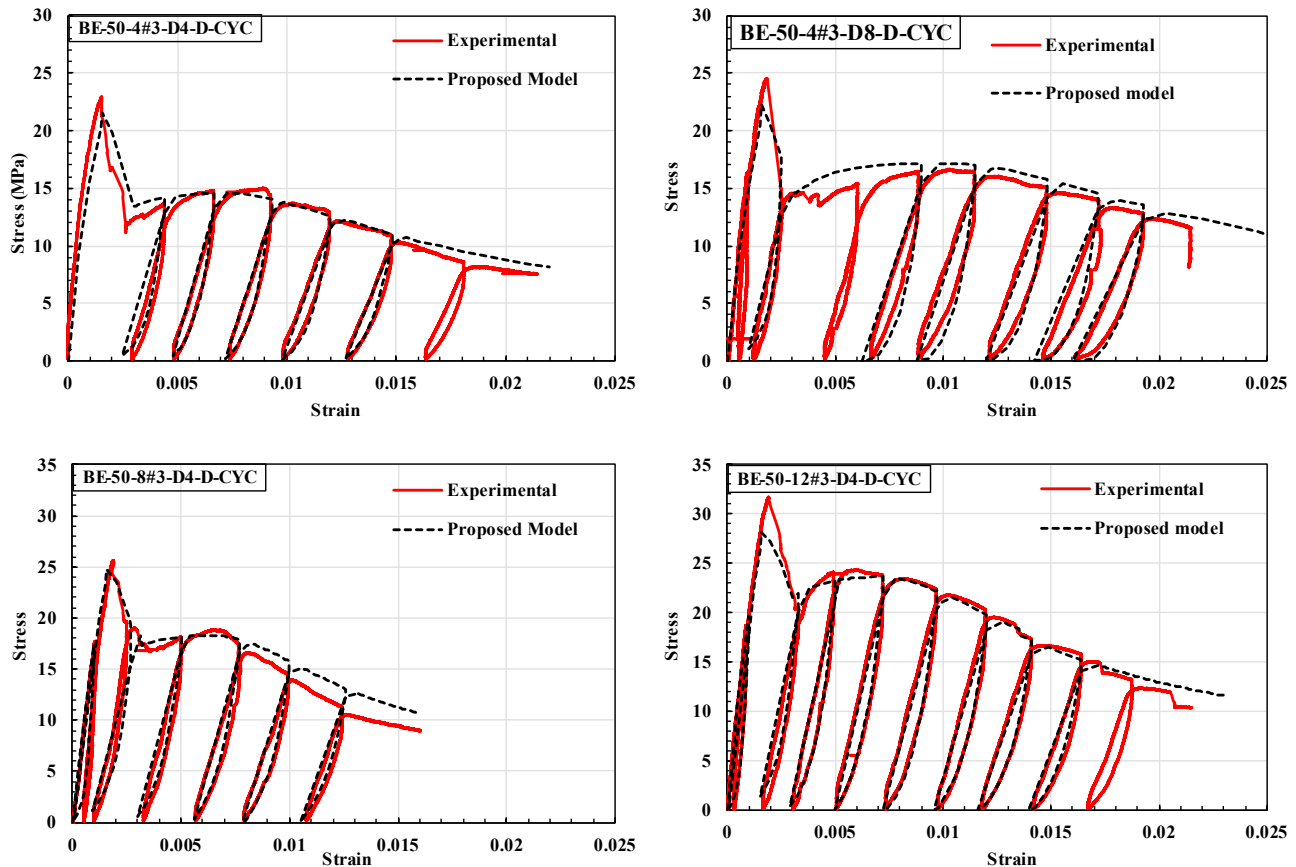 BE-50-4#3-D4-D-CYC
Experimental
Proposed Model
Stress (MPa)
30
25
20
15
10
5
0
0
0.005
0.01
0.015
0.02
0.025
Strain
BE-50-4#3-D8-D-CYC
Experimental
Proposed model
Stress
30
25
20
15
10
5
0
0
0.005
0.01
0.015
0.02
0.025
Strain
BE-50-8#3-D4-D-CYC
Experimental
Proposed Model
Stress
35
30
25
20
15
10
5
0
0
0.005
0.01
0.015
0.02
0.025
Strain
BE-50-12#3-D4-D-CYC
Experimental
Proposed model
Stress
35
30
25
20
15
10
5
0
0
0.005
0.01
0.015
0.02
0.025
Strain